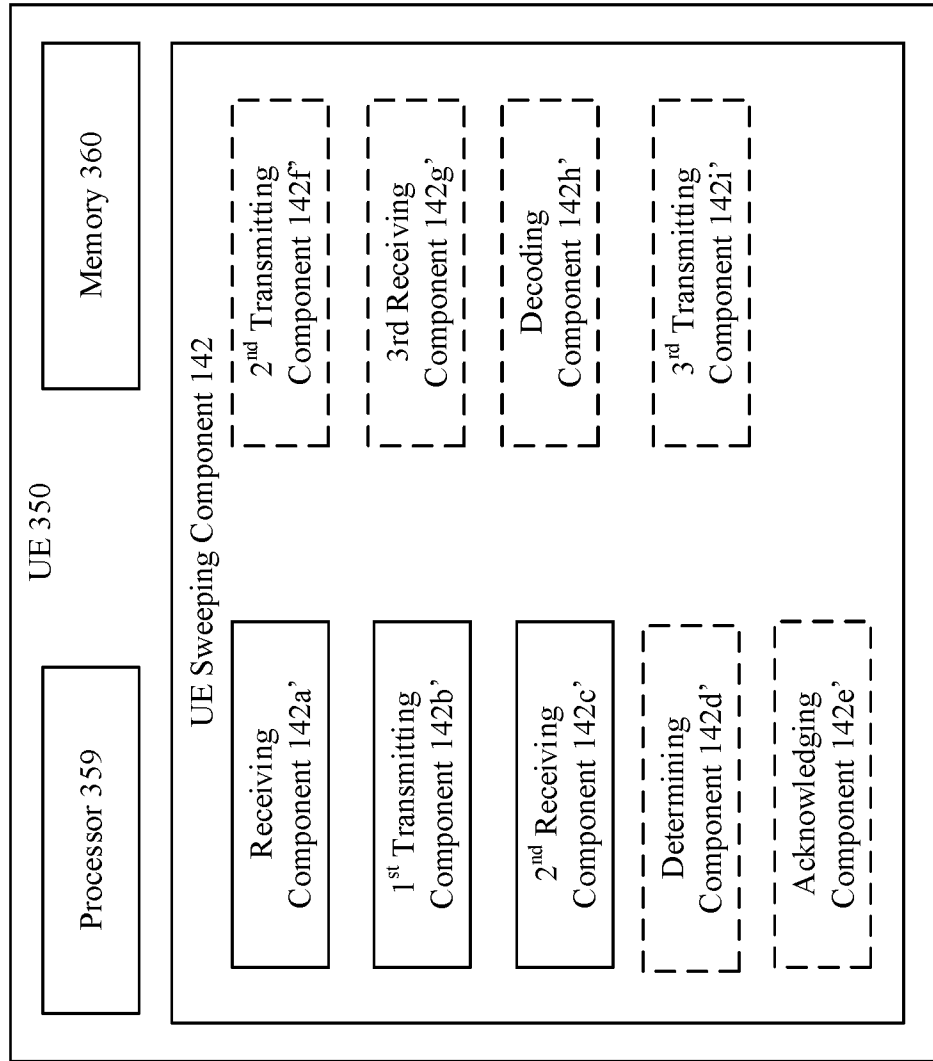 UE 350
Processor 359
Memory 360
UE Sweeping Component 142
Receiving
Component 142a’
1st Transmitting
Component 142b’
2nd Receiving
Component 142c’
Determining
Component 142d’
Acknowledging
Component 142e’
2nd Transmitting
Component 142f’
3rd Receiving
Component 142g’
Decoding
Component 142h’
3rd Transmitting
Component 142i’